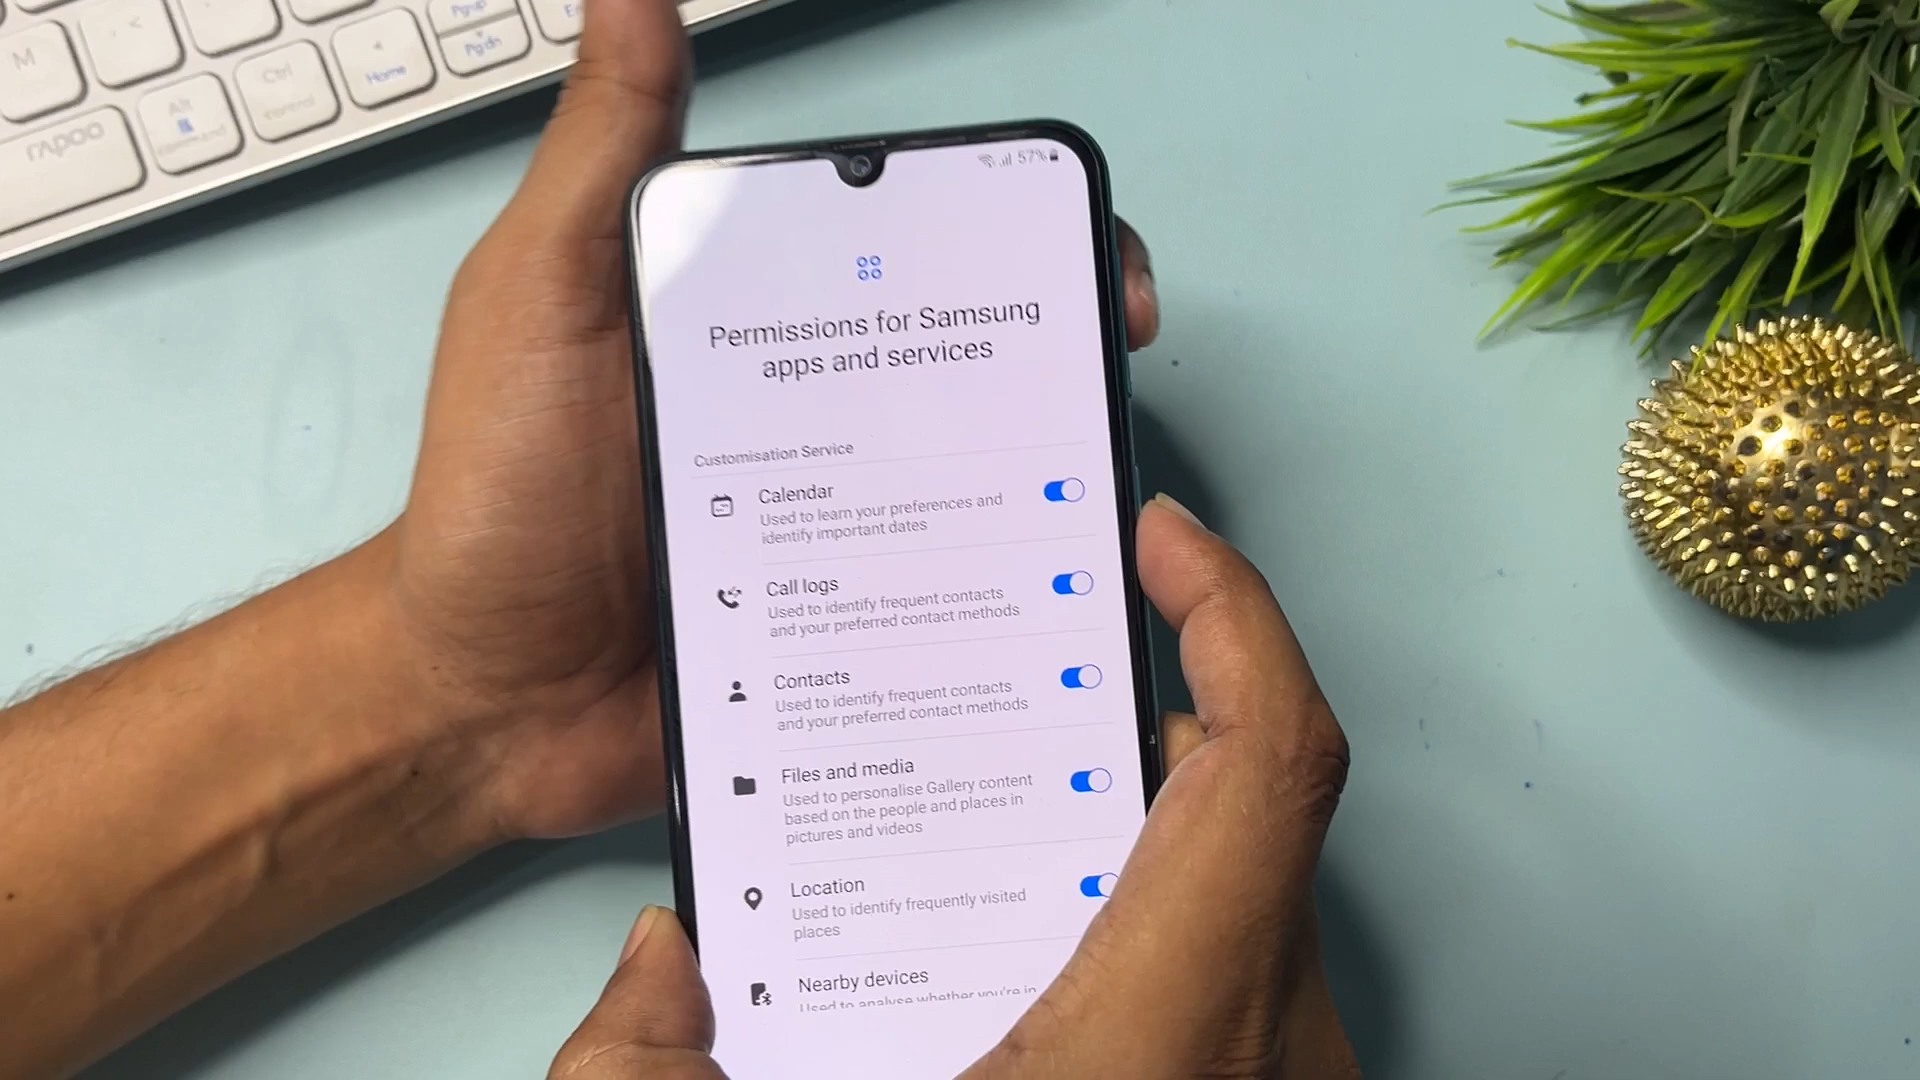 M
Pgup
Pgdn
Home
Ctrl
control
Alt
command
rapoo
57%
Permissions for Samsung
apps and services
Customisation Service
Calendar
Used to learn your preferences and
identify important dates
Call logs
Used to identify frequent contacts
and your preferred contact methods
Contacts
Used to identify frequent contacts
and your preferred contact methods
Files and media
Used to personalise Gallery content
based on the people and places in
pictures and videos
Location
Used to identify frequently visited
places
Nearby devices
Used to analyse whether you're in